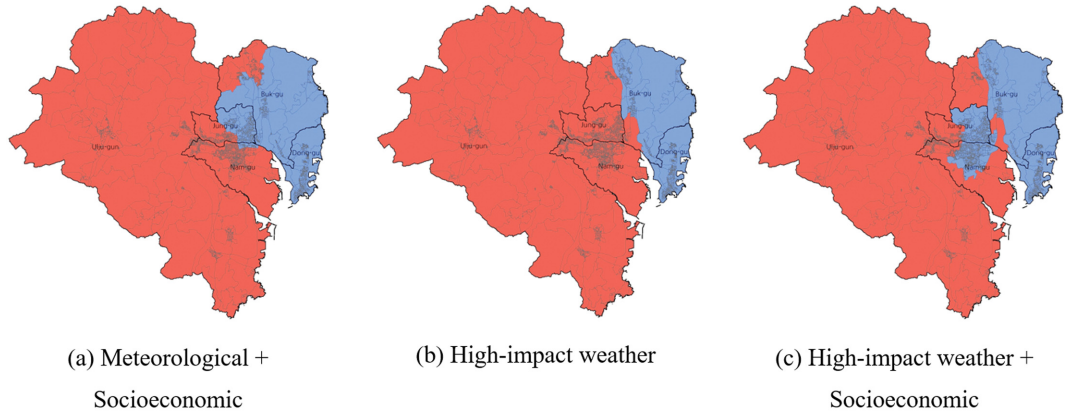 Buk-gu
Jung-gu
Ulju-gun
Dong-gu
Nam-gu
Buk-gu
Jung-gu
Ulju-gun
Dong-gu
Nam-gu
Buk-gu
Jung-gu
Ulju-gun
Dong-gu
Nam-gu
(a) Meteorological +
Socioeconomic
(b) High-impact weather
(c) High-impact weather +
Socioeconomic